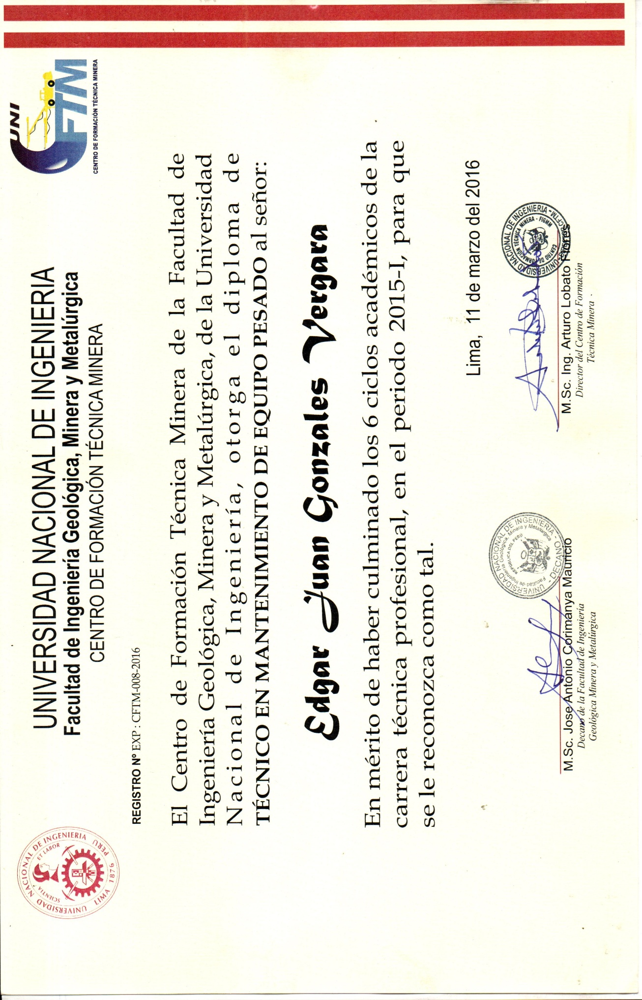 UNIVERSIDAD NACIONAL DE INGENIERIA PERU
SCIENTIA ET LABOR
LIMA 1876
UNIVERSIDAD NACIONAL DE INGENIERIA
Facultad de Ingeniería Geológica, Minera y Metalúrgica
CENTRO DE FORMACIÓN TÉCNICA MINERA
UNI
CFTM
CENTRO DE FORMACIÓN TÉCNICA MINERA
REGISTRO Nº EXP : CFTM-008-2016
El Centro de Formación Técnica Minera de la Facultad de
Ingeniería Geológica, Minera y Metalúrgica, de la Universidad
Nacional de Ingeniería, otorga el diploma de
TÉCNICO EN MANTENIMIENTO DE EQUIPO PESADO al señor:
Edgar Juan Gonzales Vergara
En mérito de haber culminado los 6 ciclos académicos de la
carrera técnica profesional, en el periodo 2015-I, para que
se le reconozca como tal.
Lima, 11 de marzo del 2016
UNIVERSIDAD NACIONAL DE INGENIERIA - DECANO -
Facultad de Ingeniería Geológica, Minera y Metalúrgica
REPÚBLICA DEL PERÚ
M.Sc. Jose Antonio Corimanya Mauricio
Decano de la Facultad de Ingeniería
Geológica Minera y Metalúrgica
UNIVERSIDAD NACIONAL DE INGENIERIA - DIRECTOR CFTM -
CENTRO DE FORMACIÓN TÉCNICA MINERA - FIGMM
M.Sc. Ing. Arturo Lobato Flores
Director del Centro de Formación
Técnica Minera